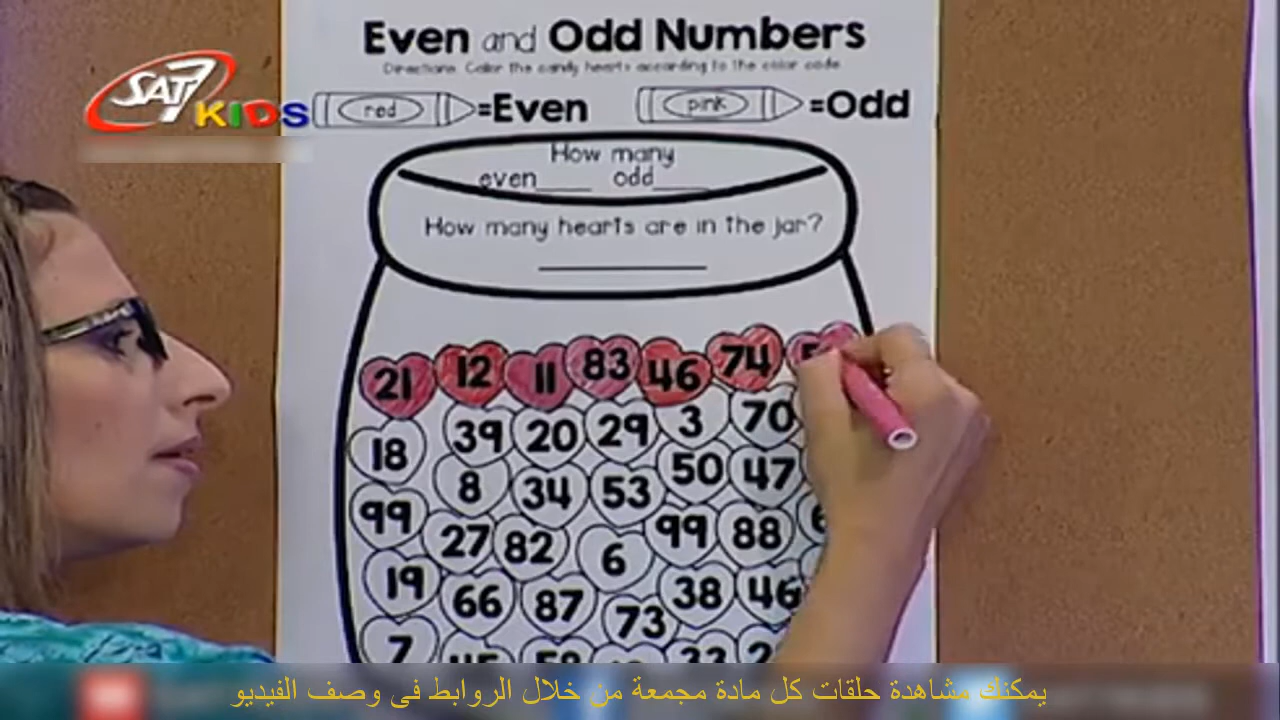 Even and Odd Numbers
Directions: Color the candy hearts according to the color code.
SAT7
KIDS
red =Even pink =Odd
How many
even____ odd____
How many hearts are in the jar?
21 12 11 83 46 74
18 39 20 29 3 70
8 34 53 50 47
99 27 82 6 99 88
19 66 87 73 38 46
7
يمكنك مشاهدة حلقات كل مادة مجمعة من خلال الروابط فى وصف الفيديو